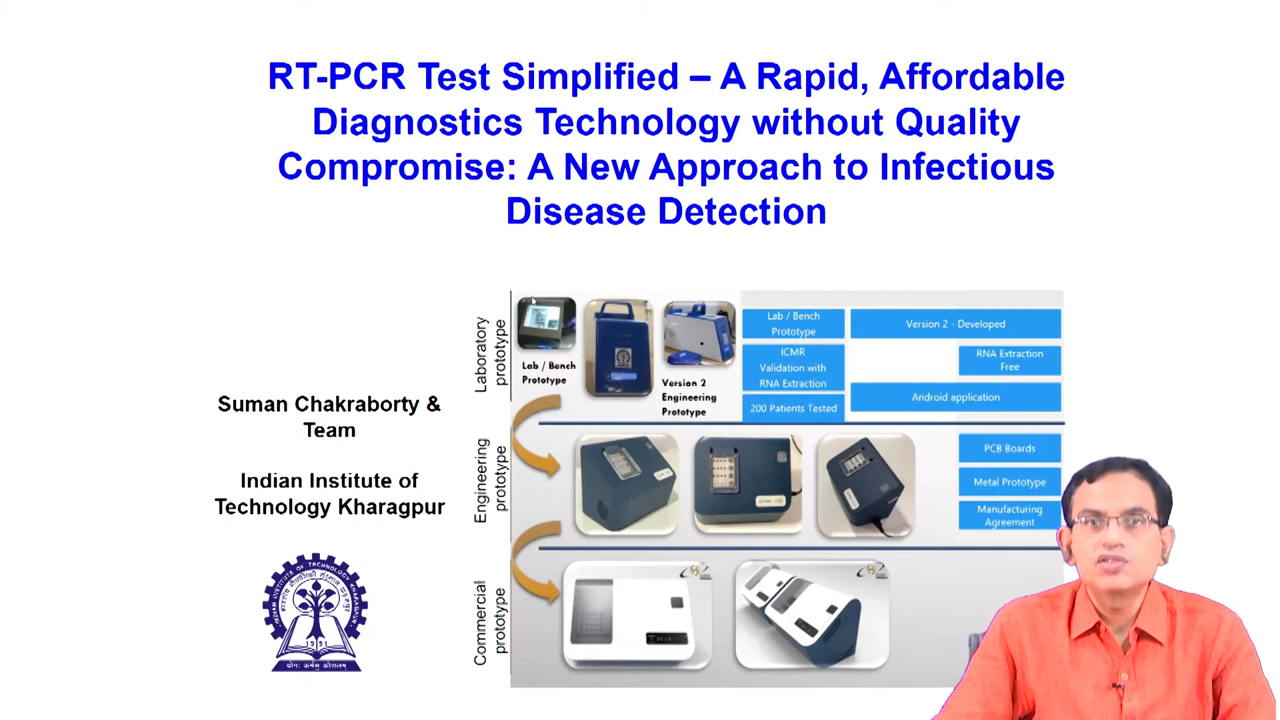 RT-PCR Test Simplified – A Rapid, Affordable
Diagnostics Technology without Quality
Compromise: A New Approach to Infectious
Disease Detection
Suman Chakraborty &
Team
Indian Institute of
Technology Kharagpur
Laboratory
prototype
Lab / Bench
Prototype
Version 2
Engineering
Prototype
Lab / Bench
Prototype
ICMR
Validation with
RNA Extraction
200 Patients Tested
Version 2 - Developed
RNA Extraction
Free
Android application
Engineering
prototype
PCB Boards
Metal Prototype
Manufacturing
Agreement
Commercial
prototype
1951